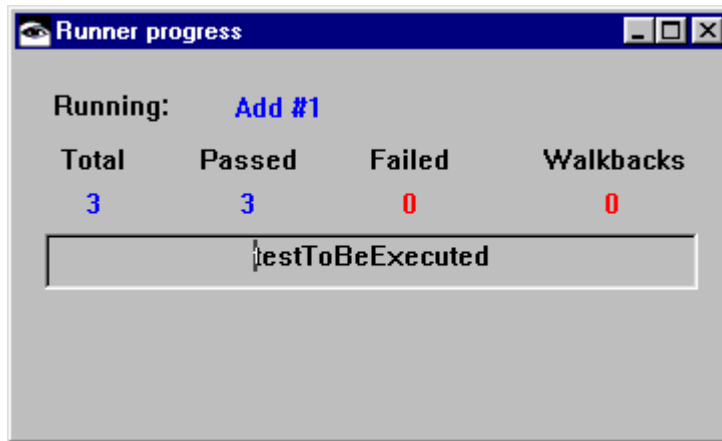 Runner progress
Running: Add #1
Total Passed Failed Walkbacks
3 3 0 0
testToBeExecuted